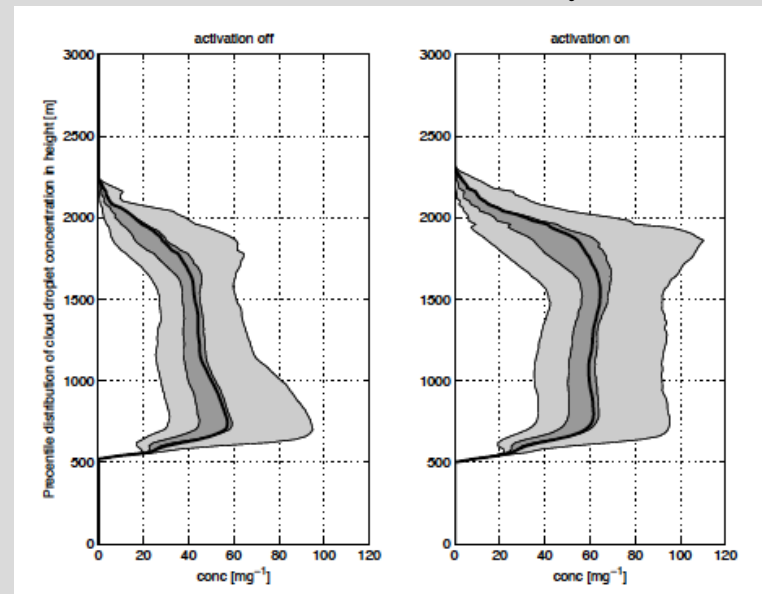 activation off
activation on
Precentile distribution of cloud droplet concentration in height [m]
3000
2500
2000
1500
1000
500
0
0 20 40 60 80 100 120
conc [mg⁻¹]
3000
2500
2000
1500
1000
500
0
0 20 40 60 80 100 120
conc [mg⁻¹]